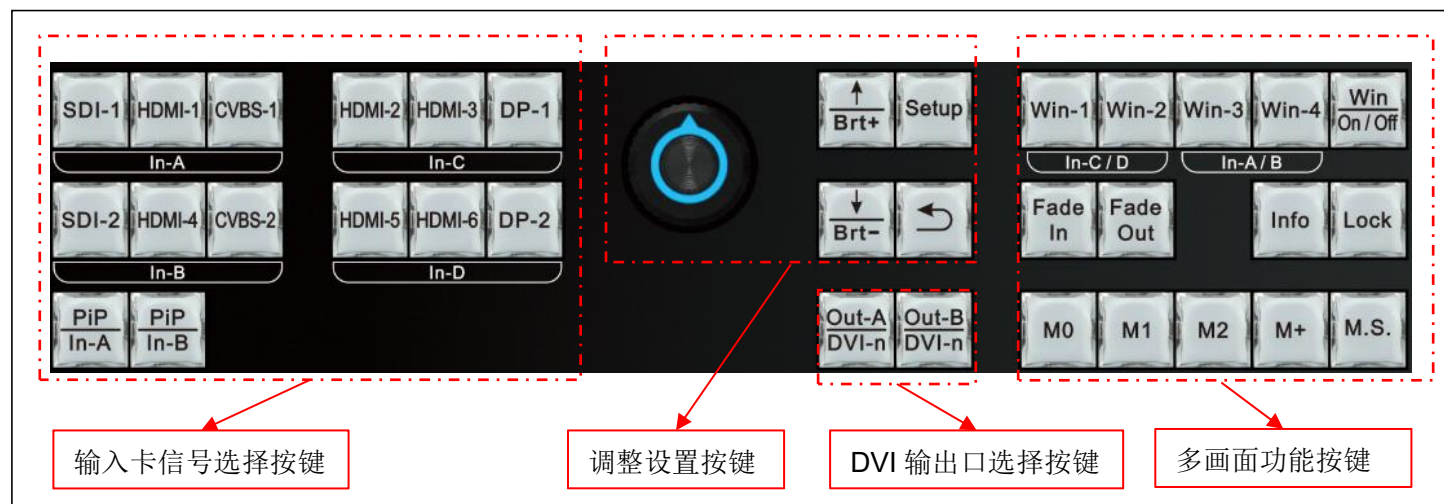 SDI-1 HDMI-1 CVBS-1 HDMI-2 HDMI-3 DP-1 ↑ Brt+ Setup Win-1 Win-2 Win-3 Win-4 Win On / Off
In-A In-C In-C / D In-A / B
SDI-2 HDMI-4 CVBS-2 HDMI-5 HDMI-6 DP-2 ↓ Brt− Fade In Fade Out Info Lock
In-B In-D
PiP In-A PiP In-B Out-A DVI-n Out-B DVI-n M0 M1 M2 M+ M.S.
输入卡信号选择按键 调整设置按键 DVI 输出口选择按键 多画面功能按键